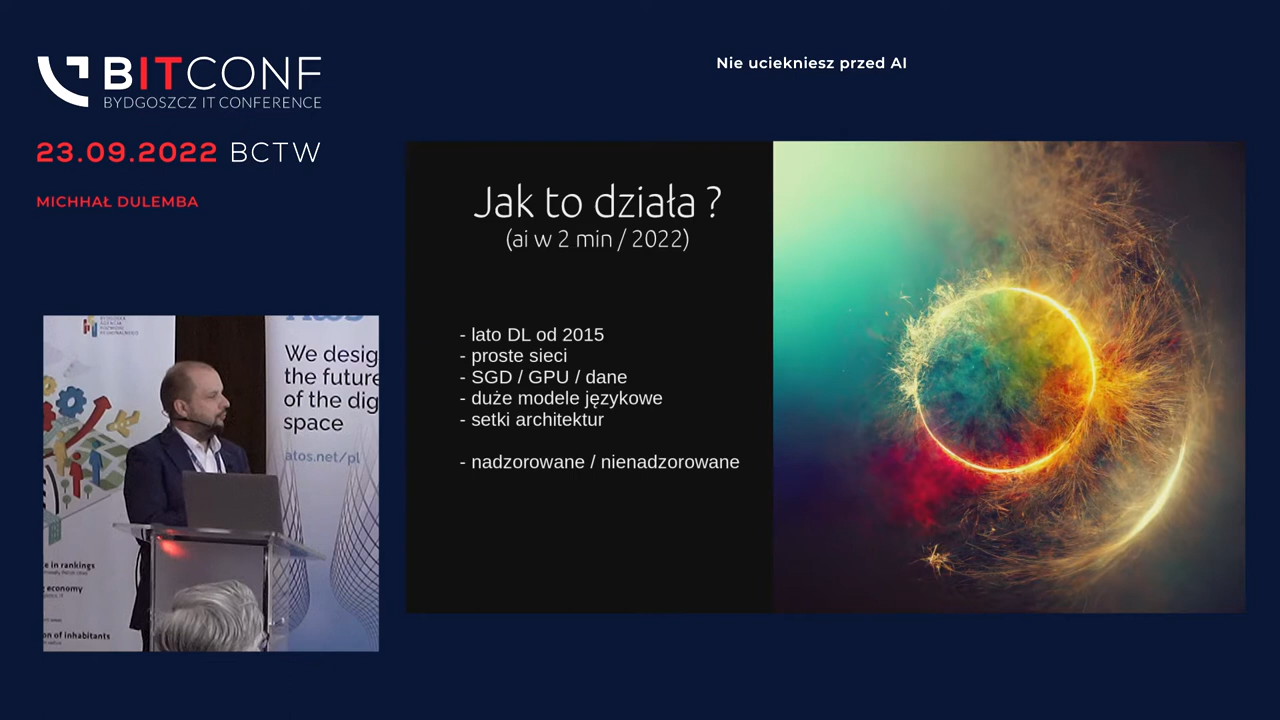 BITCONF
BYDGOSZCZ IT CONFERENCE
23.09.2022 BCTW
MICHHAŁ DULEMBA
Nie uciekniesz przed AI
Jak to działa ?
(ai w 2 min / 2022)
- lato DL od 2015
- proste sieci
- SGD / GPU / dane
- duże modele językowe
- setki architektur
- nadzorowane / nienadzorowane
We desig
the future
of the dig
space
atos.net/pl
e in rankings
economy
on of inhabitants